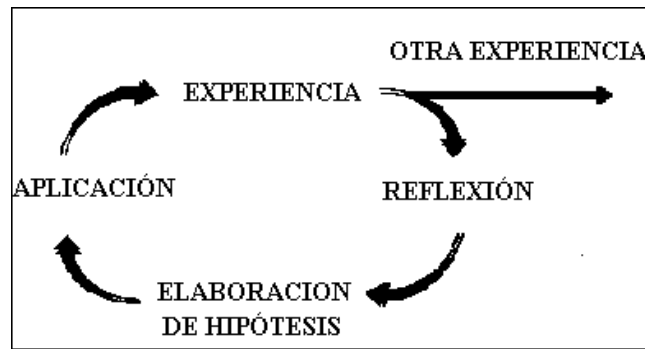 OTRA EXPERIENCIA
EXPERIENCIA
APLICACIÓN
REFLEXIÓN
ELABORACION
DE HIPÓTESIS